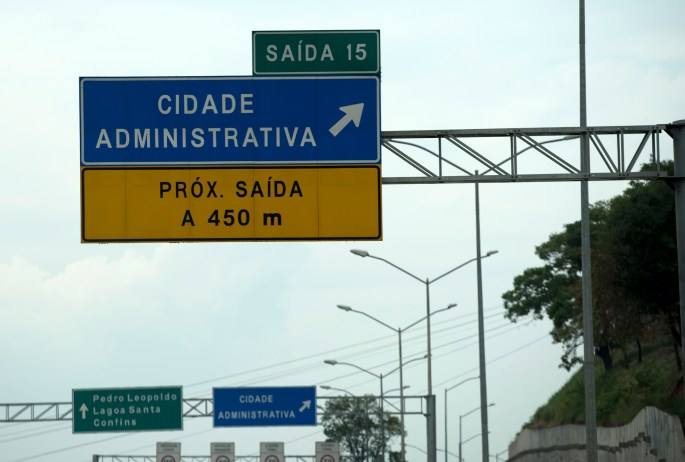 SAÍDA 15
CIDADE
ADMINISTRATIVA
PRÓX. SAÍDA
A 450 m
Pedro Leopoldo
Lagoa Santa
Confins
CIDADE
ADMINISTRATIVA